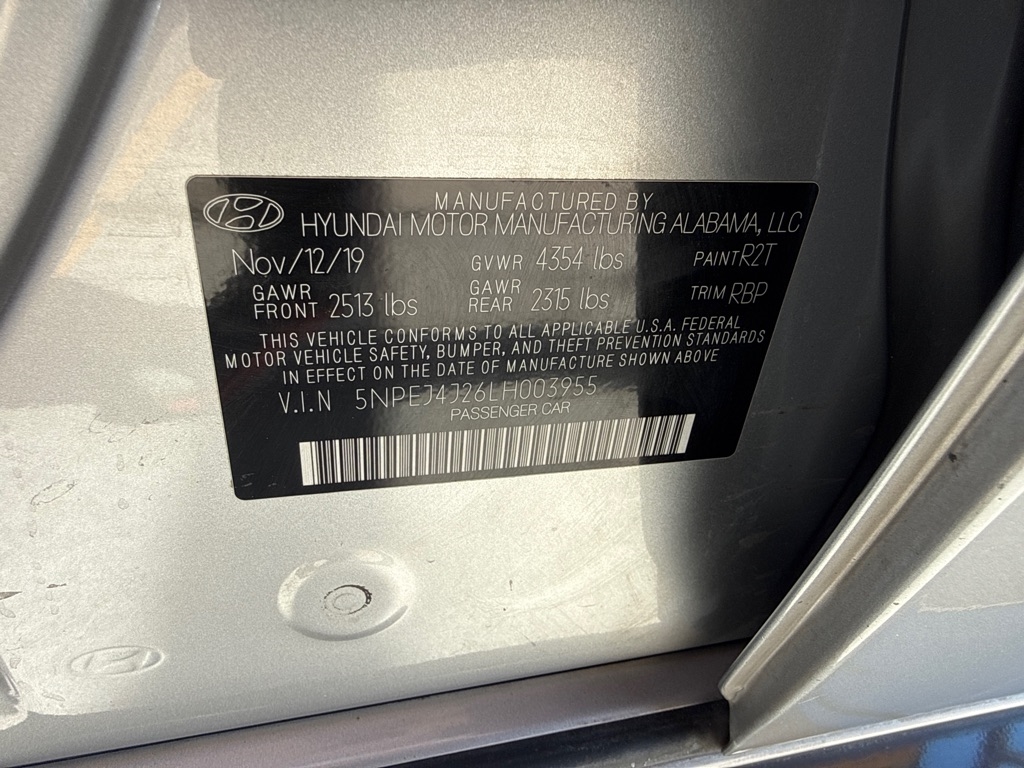 MANUFACTURED BY
HYUNDAI MOTOR MANUFACTURING ALABAMA, LLC
Nov/12/19 GVWR 4354 lbs PAINT R2T
GAWR FRONT 2513 lbs GAWR REAR 2315 lbs TRIM RBP
THIS VEHICLE CONFORMS TO ALL APPLICABLE U.S.A. FEDERAL
MOTOR VEHICLE SAFETY, BUMPER, AND THEFT PREVENTION STANDARDS
IN EFFECT ON THE DATE OF MANUFACTURE SHOWN ABOVE
V.I.N 5NPEJ4J26LH003955
PASSENGER CAR